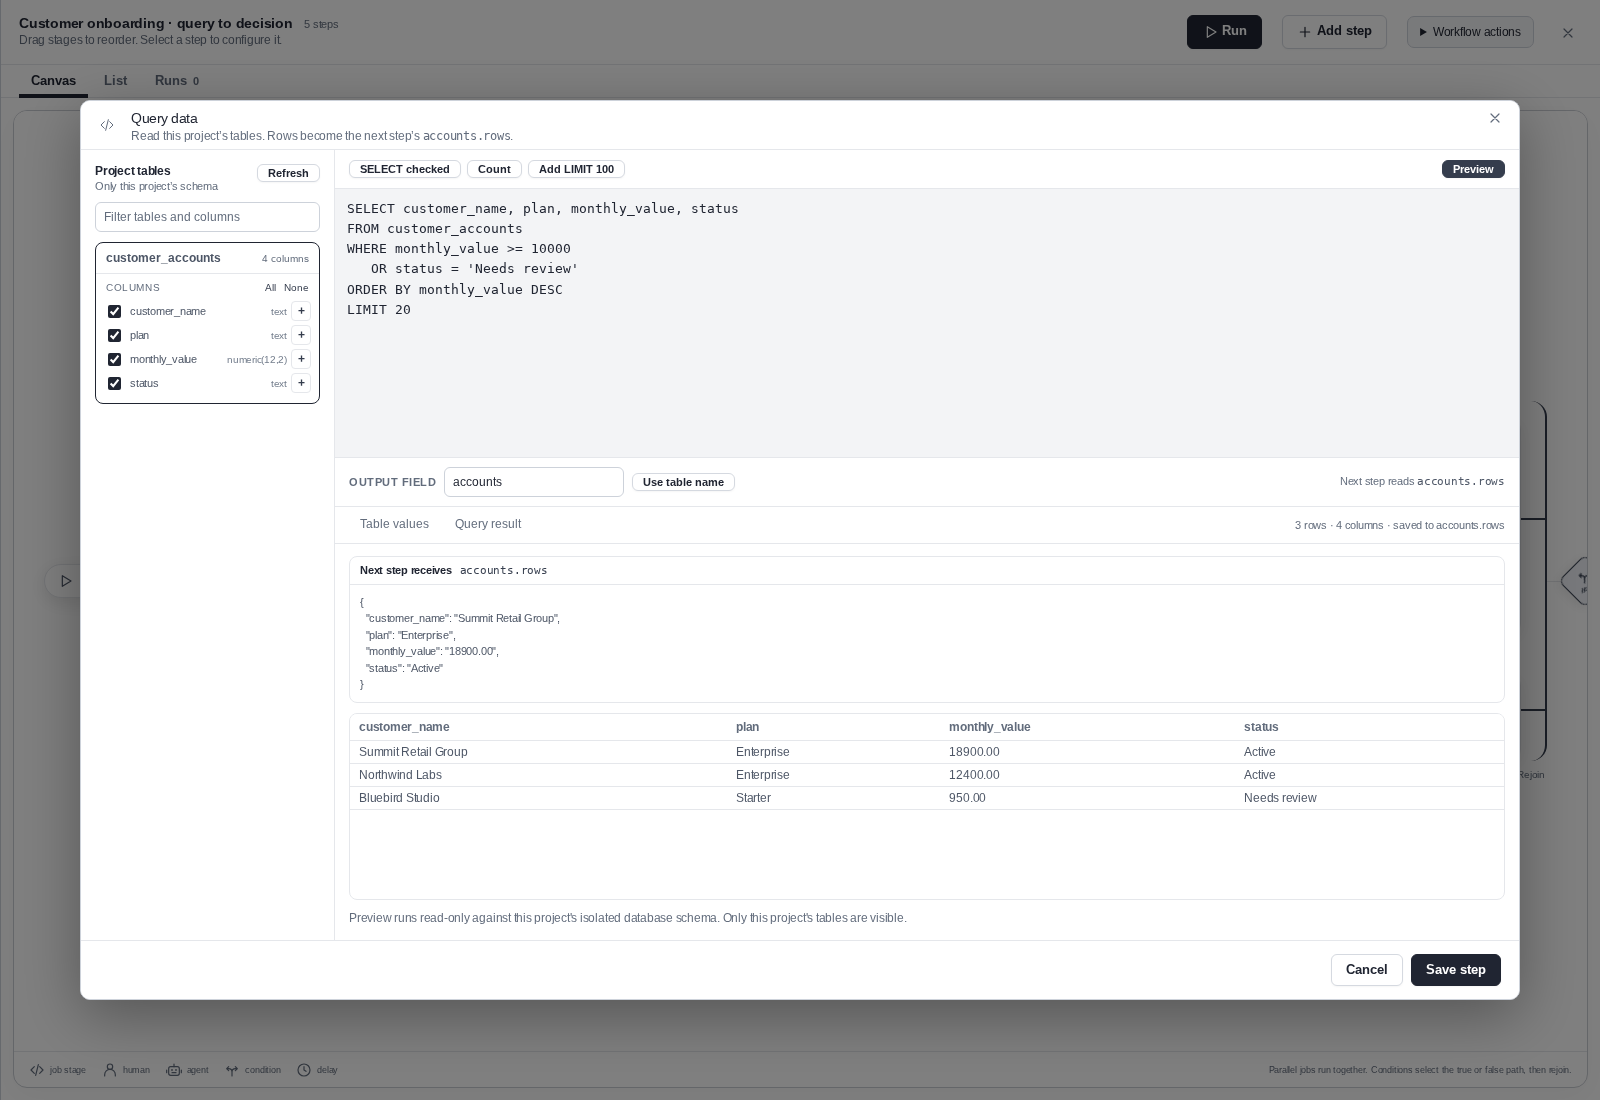 Customer onboarding · query to decision 5 steps
Drag stages to reorder. Select a step to configure it.
Run
Add step
Workflow actions
Canvas
List
Runs 0
Query data
Read this project's tables. Rows become the next step's accounts.rows.
Project tables
Only this project's schema
Refresh
Filter tables and columns
customer_accounts 4 columns
COLUMNS All None
customer_name text +
plan text +
monthly_value numeric(12,2) +
status text +
SELECT checked
Count
Add LIMIT 100
Preview
SELECT customer_name, plan, monthly_value, status
FROM customer_accounts
WHERE monthly_value >= 10000
   OR status = 'Needs review'
ORDER BY monthly_value DESC
LIMIT 20
OUTPUT FIELD accounts Use table name Next step reads accounts.rows
Table values Query result 3 rows · 4 columns · saved to accounts.rows
Next step receives accounts.rows
{
  "customer_name": "Summit Retail Group",
  "plan": "Enterprise",
  "monthly_value": "18900.00",
  "status": "Active"
}
customer_name plan monthly_value status
Summit Retail Group Enterprise 18900.00 Active
Northwind Labs Enterprise 12400.00 Active
Bluebird Studio Starter 950.00 Needs review
Preview runs read-only against this project's isolated database schema. Only this project's tables are visible.
Cancel
Save step
Rejoin
job stage human agent condition delay
Parallel jobs run together. Conditions select the true or false path, then rejoin.